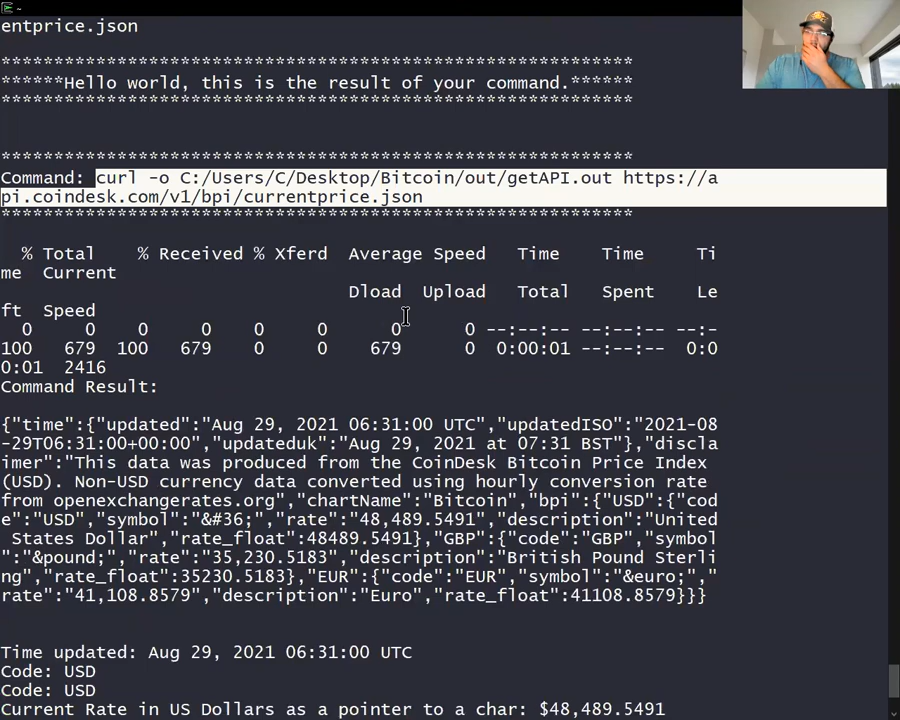 ~
entprice.json
************************************************************
******Hello world, this is the result of your command.******
************************************************************
************************************************************
Command: curl -o C:/Users/C/Desktop/Bitcoin/out/getAPI.out https://a
pi.coindesk.com/v1/bpi/currentprice.json
************************************************************
% Total % Received % Xferd Average Speed Time Time Ti
me Current
Dload Upload Total Spent Le
ft Speed
0 0 0 0 0 0 0 0 --:--:-- --:--:-- --:-
100 679 100 679 0 0 679 0 0:00:01 --:--:-- 0:0
0:01 2416
Command Result:
{"time":{"updated":"Aug 29, 2021 06:31:00 UTC","updatedISO":"2021-08
-29T06:31:00+00:00","updateduk":"Aug 29, 2021 at 07:31 BST"},"discla
imer":"This data was produced from the CoinDesk Bitcoin Price Index
(USD). Non-USD currency data converted using hourly conversion rate
from openexchangerates.org","chartName":"Bitcoin","bpi":{"USD":{"cod
e":"USD","symbol":"&#36;","rate":"48,489.5491","description":"United
States Dollar","rate_float":48489.5491},"GBP":{"code":"GBP","symbol
":"&pound;","rate":"35,230.5183","description":"British Pound Sterli
ng","rate_float":35230.5183},"EUR":{"code":"EUR","symbol":"&euro;","
rate":"41,108.8579","description":"Euro","rate_float":41108.8579}}}
Time updated: Aug 29, 2021 06:31:00 UTC
Code: USD
Code: USD
Current Rate in US Dollars as a pointer to a char: $48,489.5491